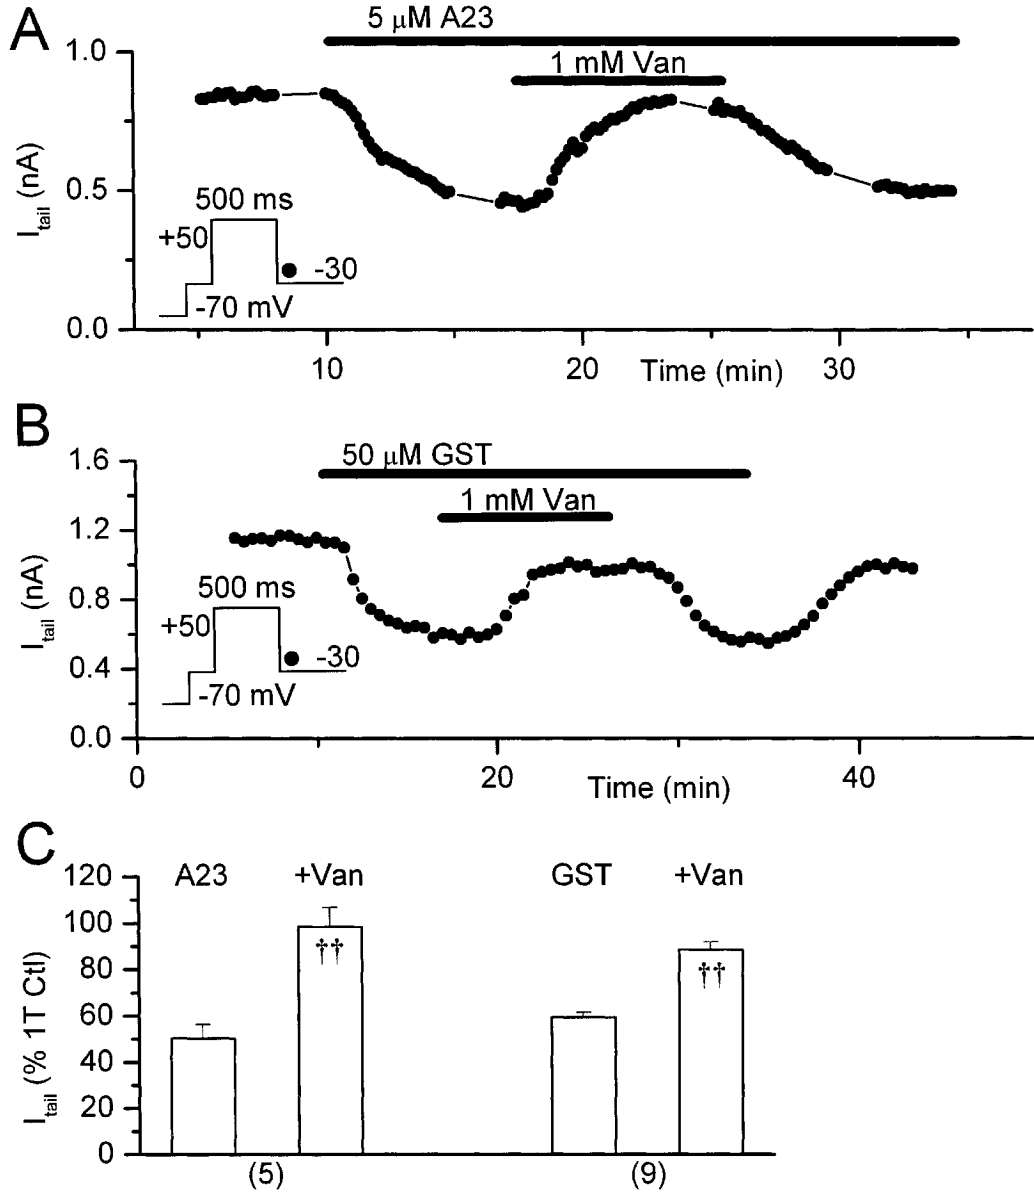 A
5 μM A23
1 mM Van
1.0
0.5
0.0
I_tail (nA)
500 ms
+50
-30
-70 mV
10
20
30
Time (min)
B
50 μM GST
1 mM Van
1.6
1.2
0.8
0.4
0.0
I_tail (nA)
500 ms
+50
-30
-70 mV
0
20
40
Time (min)
C
A23
+Van
GST
+Van
120
100
80
60
40
20
0
I_tail (% 1T Ctl)
††
††
(5)
(9)